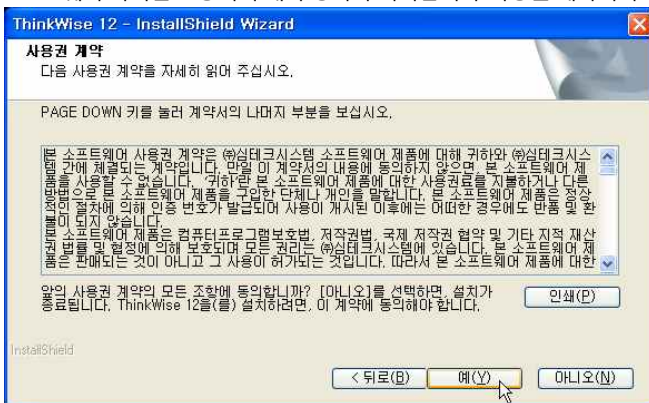 ThinkWise 12 - InstallShield Wizard
사용권 계약
다음 사용권 계약을 자세히 읽어 주십시오.
PAGE DOWN 키를 눌러 계약서의 나머지 부분을 보십시오.
본 소프트웨어 사용권 계약은 ㈜심테크시스템 소프트웨어 제품에 대해 귀하와 ㈜심테크시스
템 간에 체결되는 계약입니다. 만일 이 계약서의 내용에 동의하지 않으면, 본 소프트웨어 제
품을 사용할 수 없습니다. 귀하란 본 소프트웨어 제품에 대한 사용권료를 지불하거나 다른
방법으로 본 소프트웨어 제품을 구입한 단체나 개인을 말합니다. 본 소프트웨어 제품은 정상
적인 절차에 의해 인증 번호가 발급되어 사용이 개시된 이후에는 어떠한 경우에도 반품 및 환
불이 되지 않습니다.
본 소프트웨어 제품은 컴퓨터프로그램보호법, 저작권법, 국제 저작권 협약 및 기타 지적 재산
권 법률 및 협정에 의해 보호되며 모든 권리는 ㈜심테크시스템에 있습니다. 본 소프트웨어 제
품은 판매되는 것이 아니고 그 사용이 허가되는 것입니다. 따라서 본 소프트웨어 제품에 대한
앞의 사용권 계약의 모든 조항에 동의합니까? [아니오]를 선택하면, 설치가
종료됩니다. ThinkWise 12을(를) 설치하려면, 이 계약에 동의해야 합니다.
인쇄(P)
InstallShield
< 뒤로(B)
예(Y)
아니오(N)